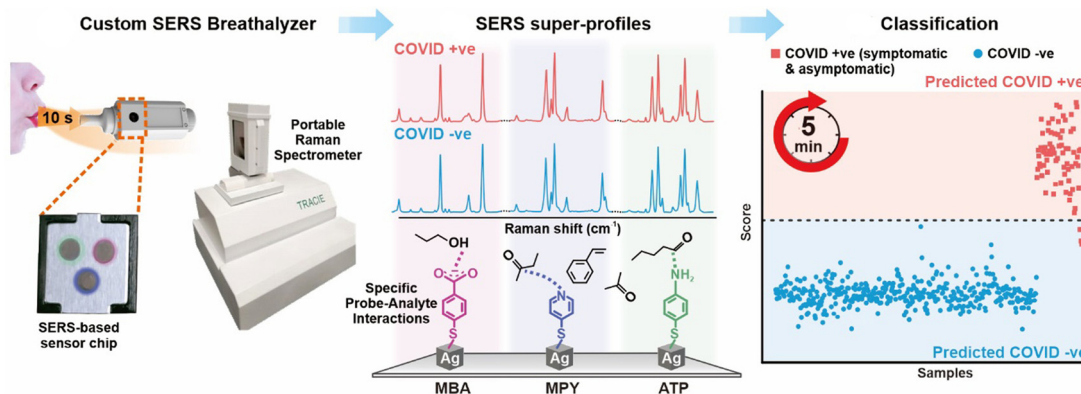 Custom SERS Breathalyzer
10 s
Portable
Raman
Spectrometer
TRACIE
SERS-based
sensor chip
SERS super-profiles
COVID +ve
COVID -ve
Raman shift (cm⁻¹)
OH
O
O
S
Ag
MBA
O
N
S
Ag
MPY
O
O
NH₂
S
Ag
ATP
Specific
Probe-Analyte
Interactions
Classification
COVID +ve (symptomatic
& asymptomatic)
COVID -ve
Predicted COVID +ve
5
min
Score
Predicted COVID -ve
Samples